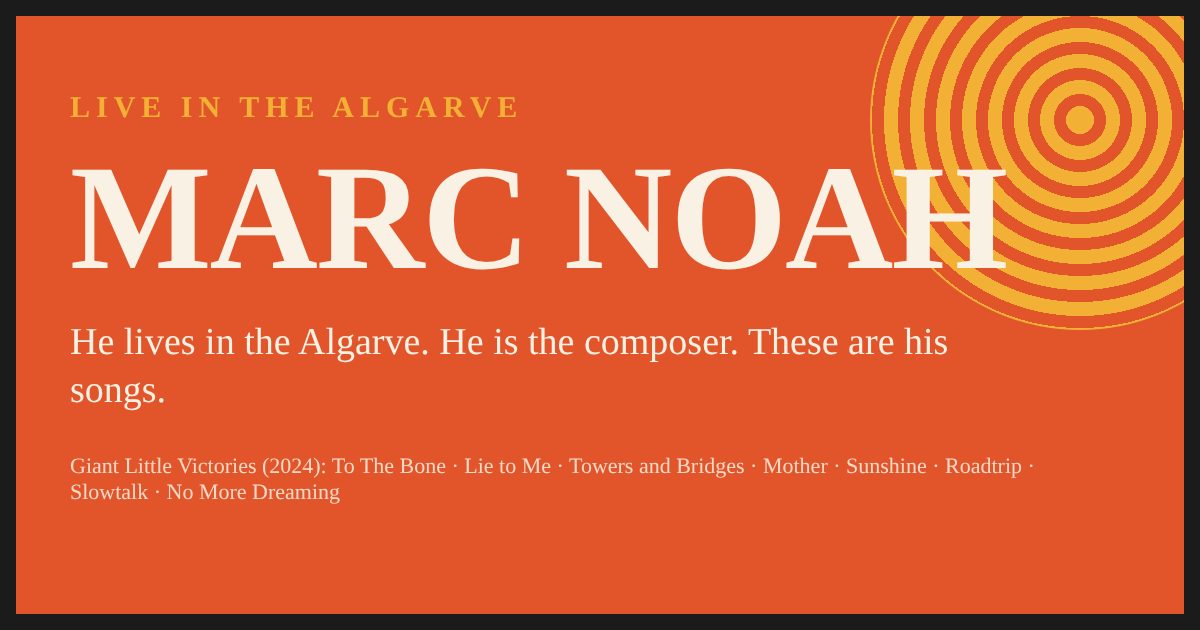 LIVE IN THE ALGARVE
MARC NOAH
He lives in the Algarve. He is the composer. These are his
songs.
Giant Little Victories (2024): To The Bone · Lie to Me · Towers and Bridges · Mother · Sunshine · Roadtrip ·
Slowtalk · No More Dreaming